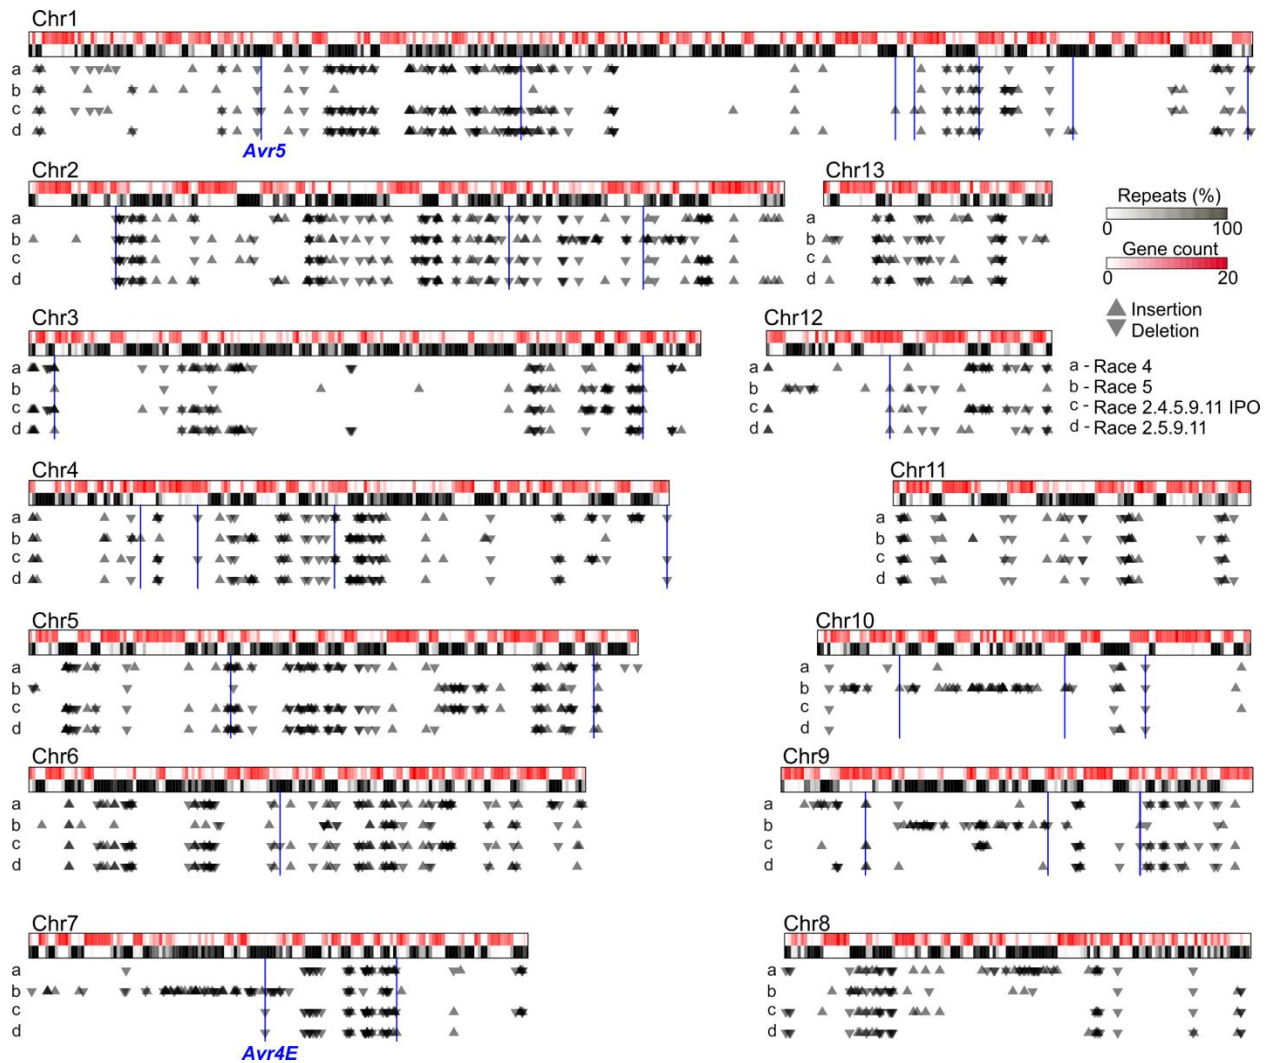 Chr1
a
b
c
d
Avr5
Chr2
a
b
c
d
Chr13
a
b
c
d
Repeats (%)
0 100
Gene count
0 20
Insertion
Deletion
Chr3
a
b
c
d
Chr12
a
b
c
d
a - Race 4
b - Race 5
c - Race 2.4.5.9.11 IPO
d - Race 2.5.9.11
Chr4
a
b
c
d
Chr11
a
b
c
d
Chr5
a
b
c
d
Chr10
a
b
c
d
Chr6
a
b
c
d
Chr9
a
b
c
d
Chr7
a
b
c
d
Avr4E
Chr8
a
b
c
d